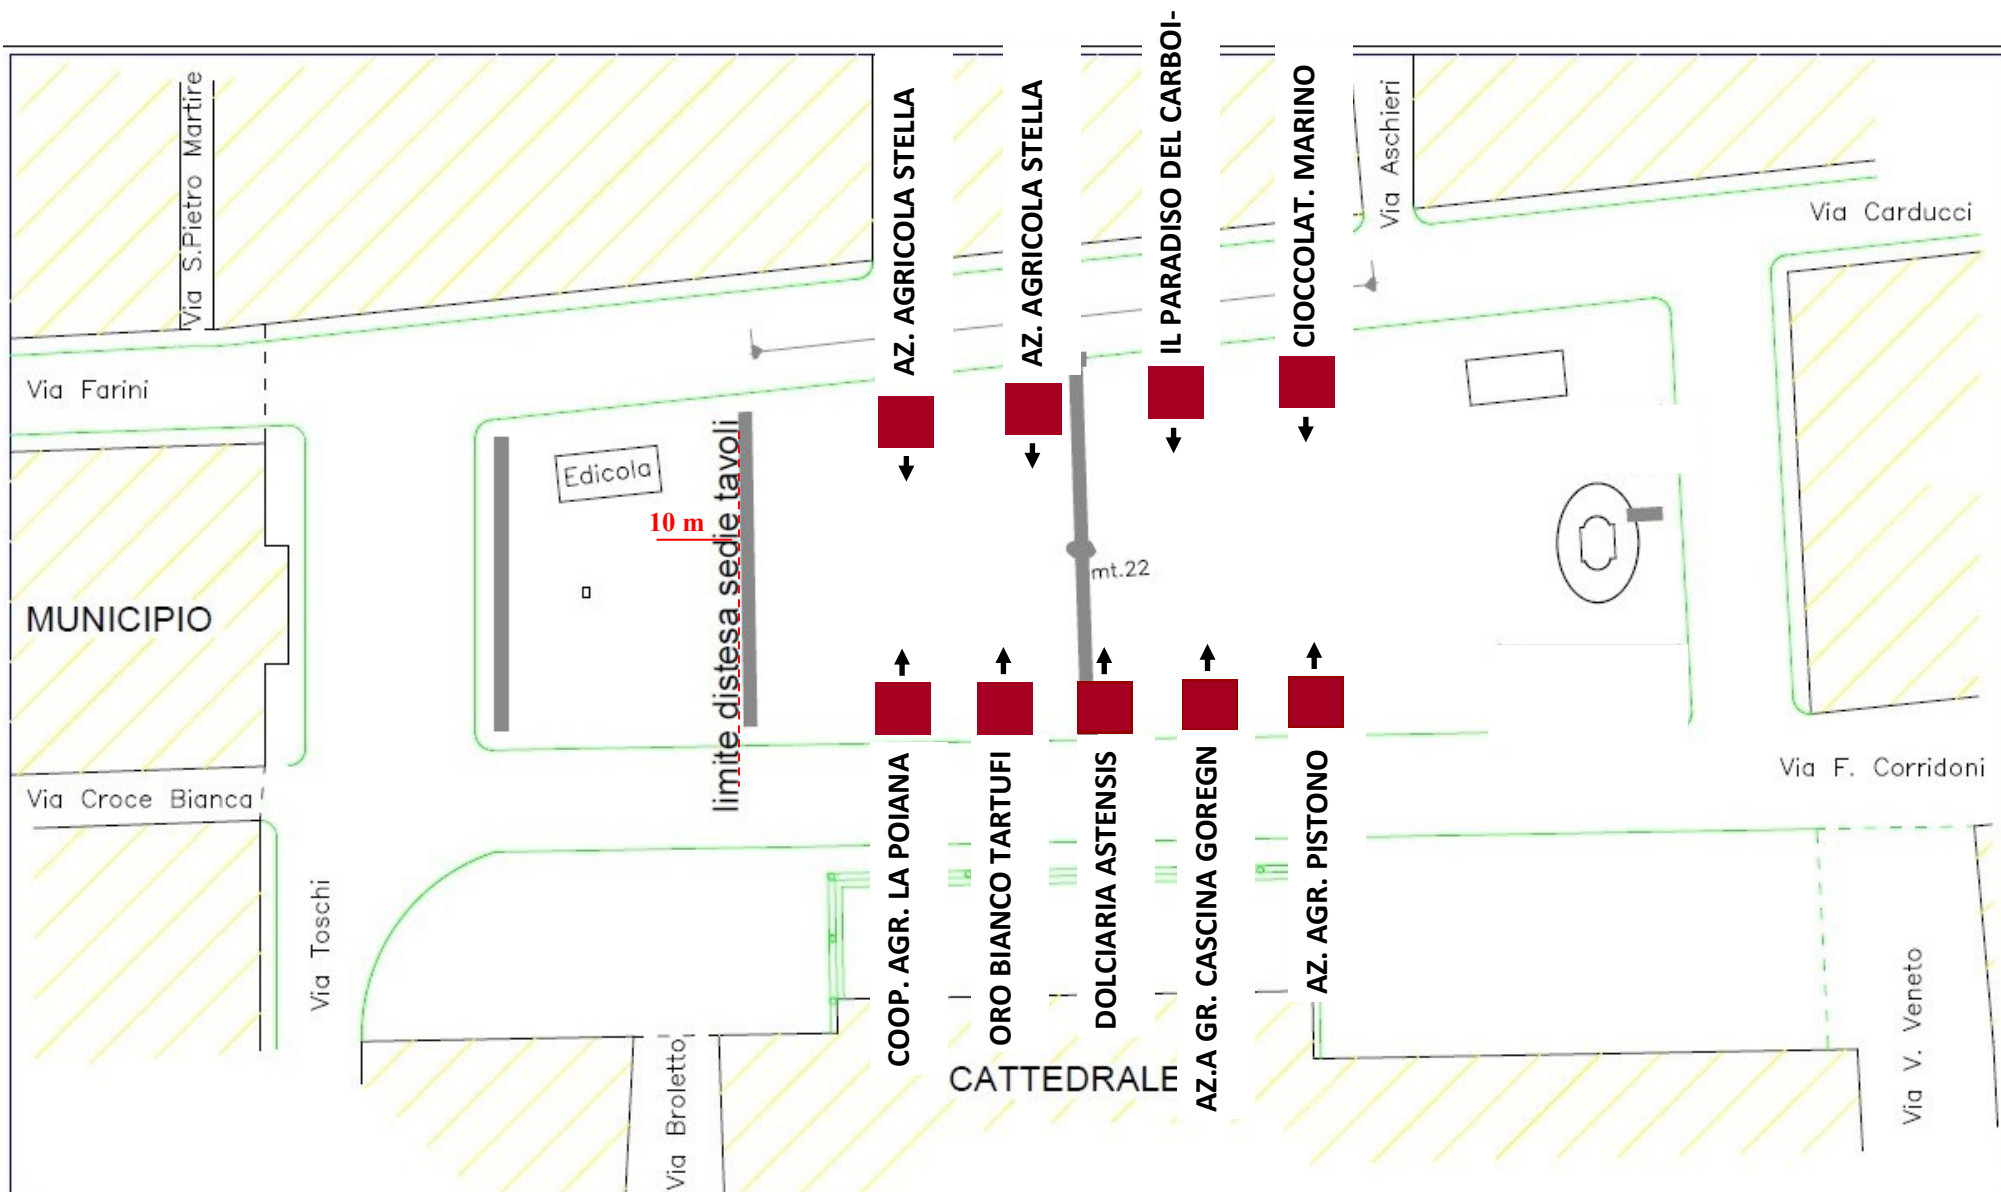 Via S.Pietro Martire
AZ. AGRICOLA STELLA
AZ. AGRICOLA STELLA
IL PARADISO DEL CARBOI-
CIOCCOLAT. MARINO
Via Aschieri
Via Carducci
Via Farini
Edicola
10 m
limite distesa sedie tavoli
mt.22
MUNICIPIO
Via Croce Bianca
Via F. Corridoni
COOP. AGR. LA POIANA
ORO BIANCO TARTUFI
DOLCIARIA ASTENSIS
AZ.A GR. CASCINA GOREGN
AZ. AGR. PISTONO
Via Toschi
Via Broletto
CATTEDRALE
Via V. Veneto